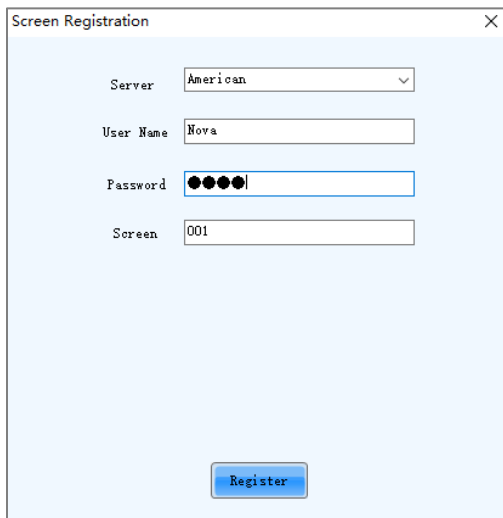 Screen Registration
Server American
User Name Nova
Password ●●●●
Screen 001
Register